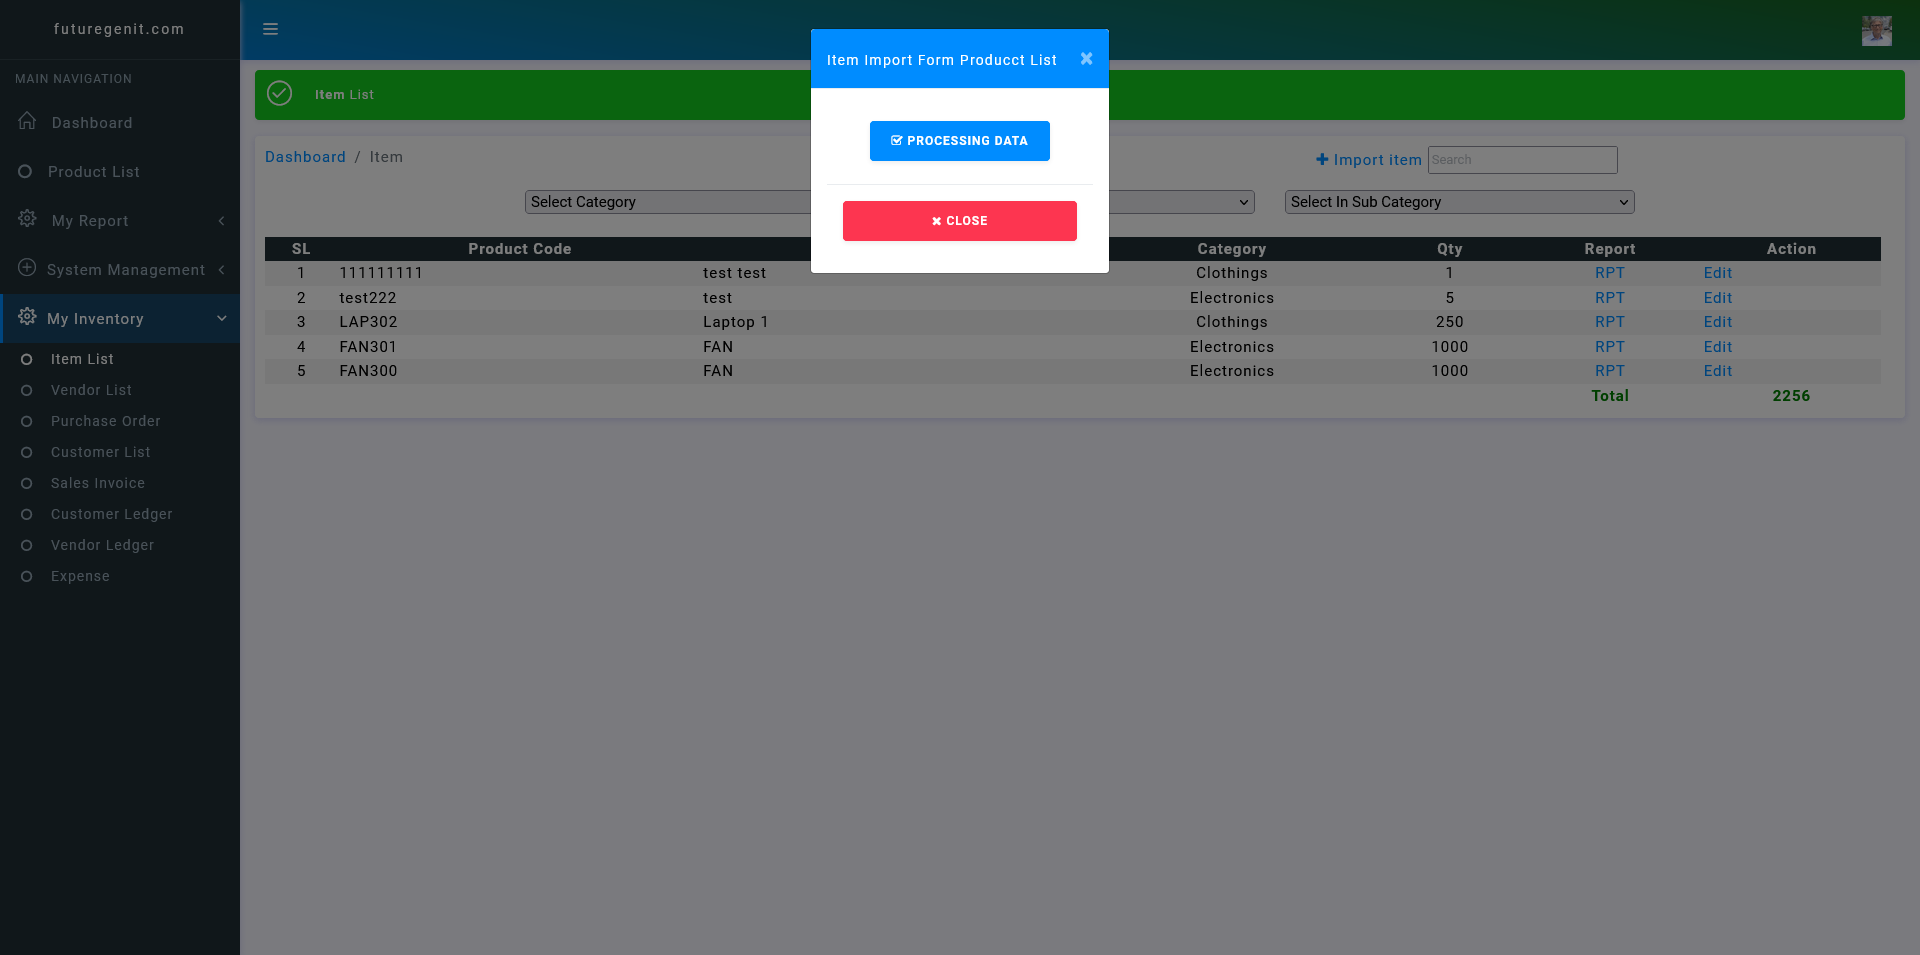 futuregenit.com
MAIN NAVIGATION
Dashboard
Product List
My Report
System Management
My Inventory
Item List
Vendor List
Purchase Order
Customer List
Sales Invoice
Customer Ledger
Vendor Ledger
Expense
Item List
Dashboard / Item
Import item Search
Select Category
Select In Sub Category
SL Product Code Category Qty Report Action
1 111111111 test test Clothings 1 RPT Edit
2 test222 test Electronics 5 RPT Edit
3 LAP302 Laptop 1 Clothings 250 RPT Edit
4 FAN301 FAN Electronics 1000 RPT Edit
5 FAN300 FAN Electronics 1000 RPT Edit
Total 2256
Item Import Form Producct List
PROCESSING DATA
CLOSE